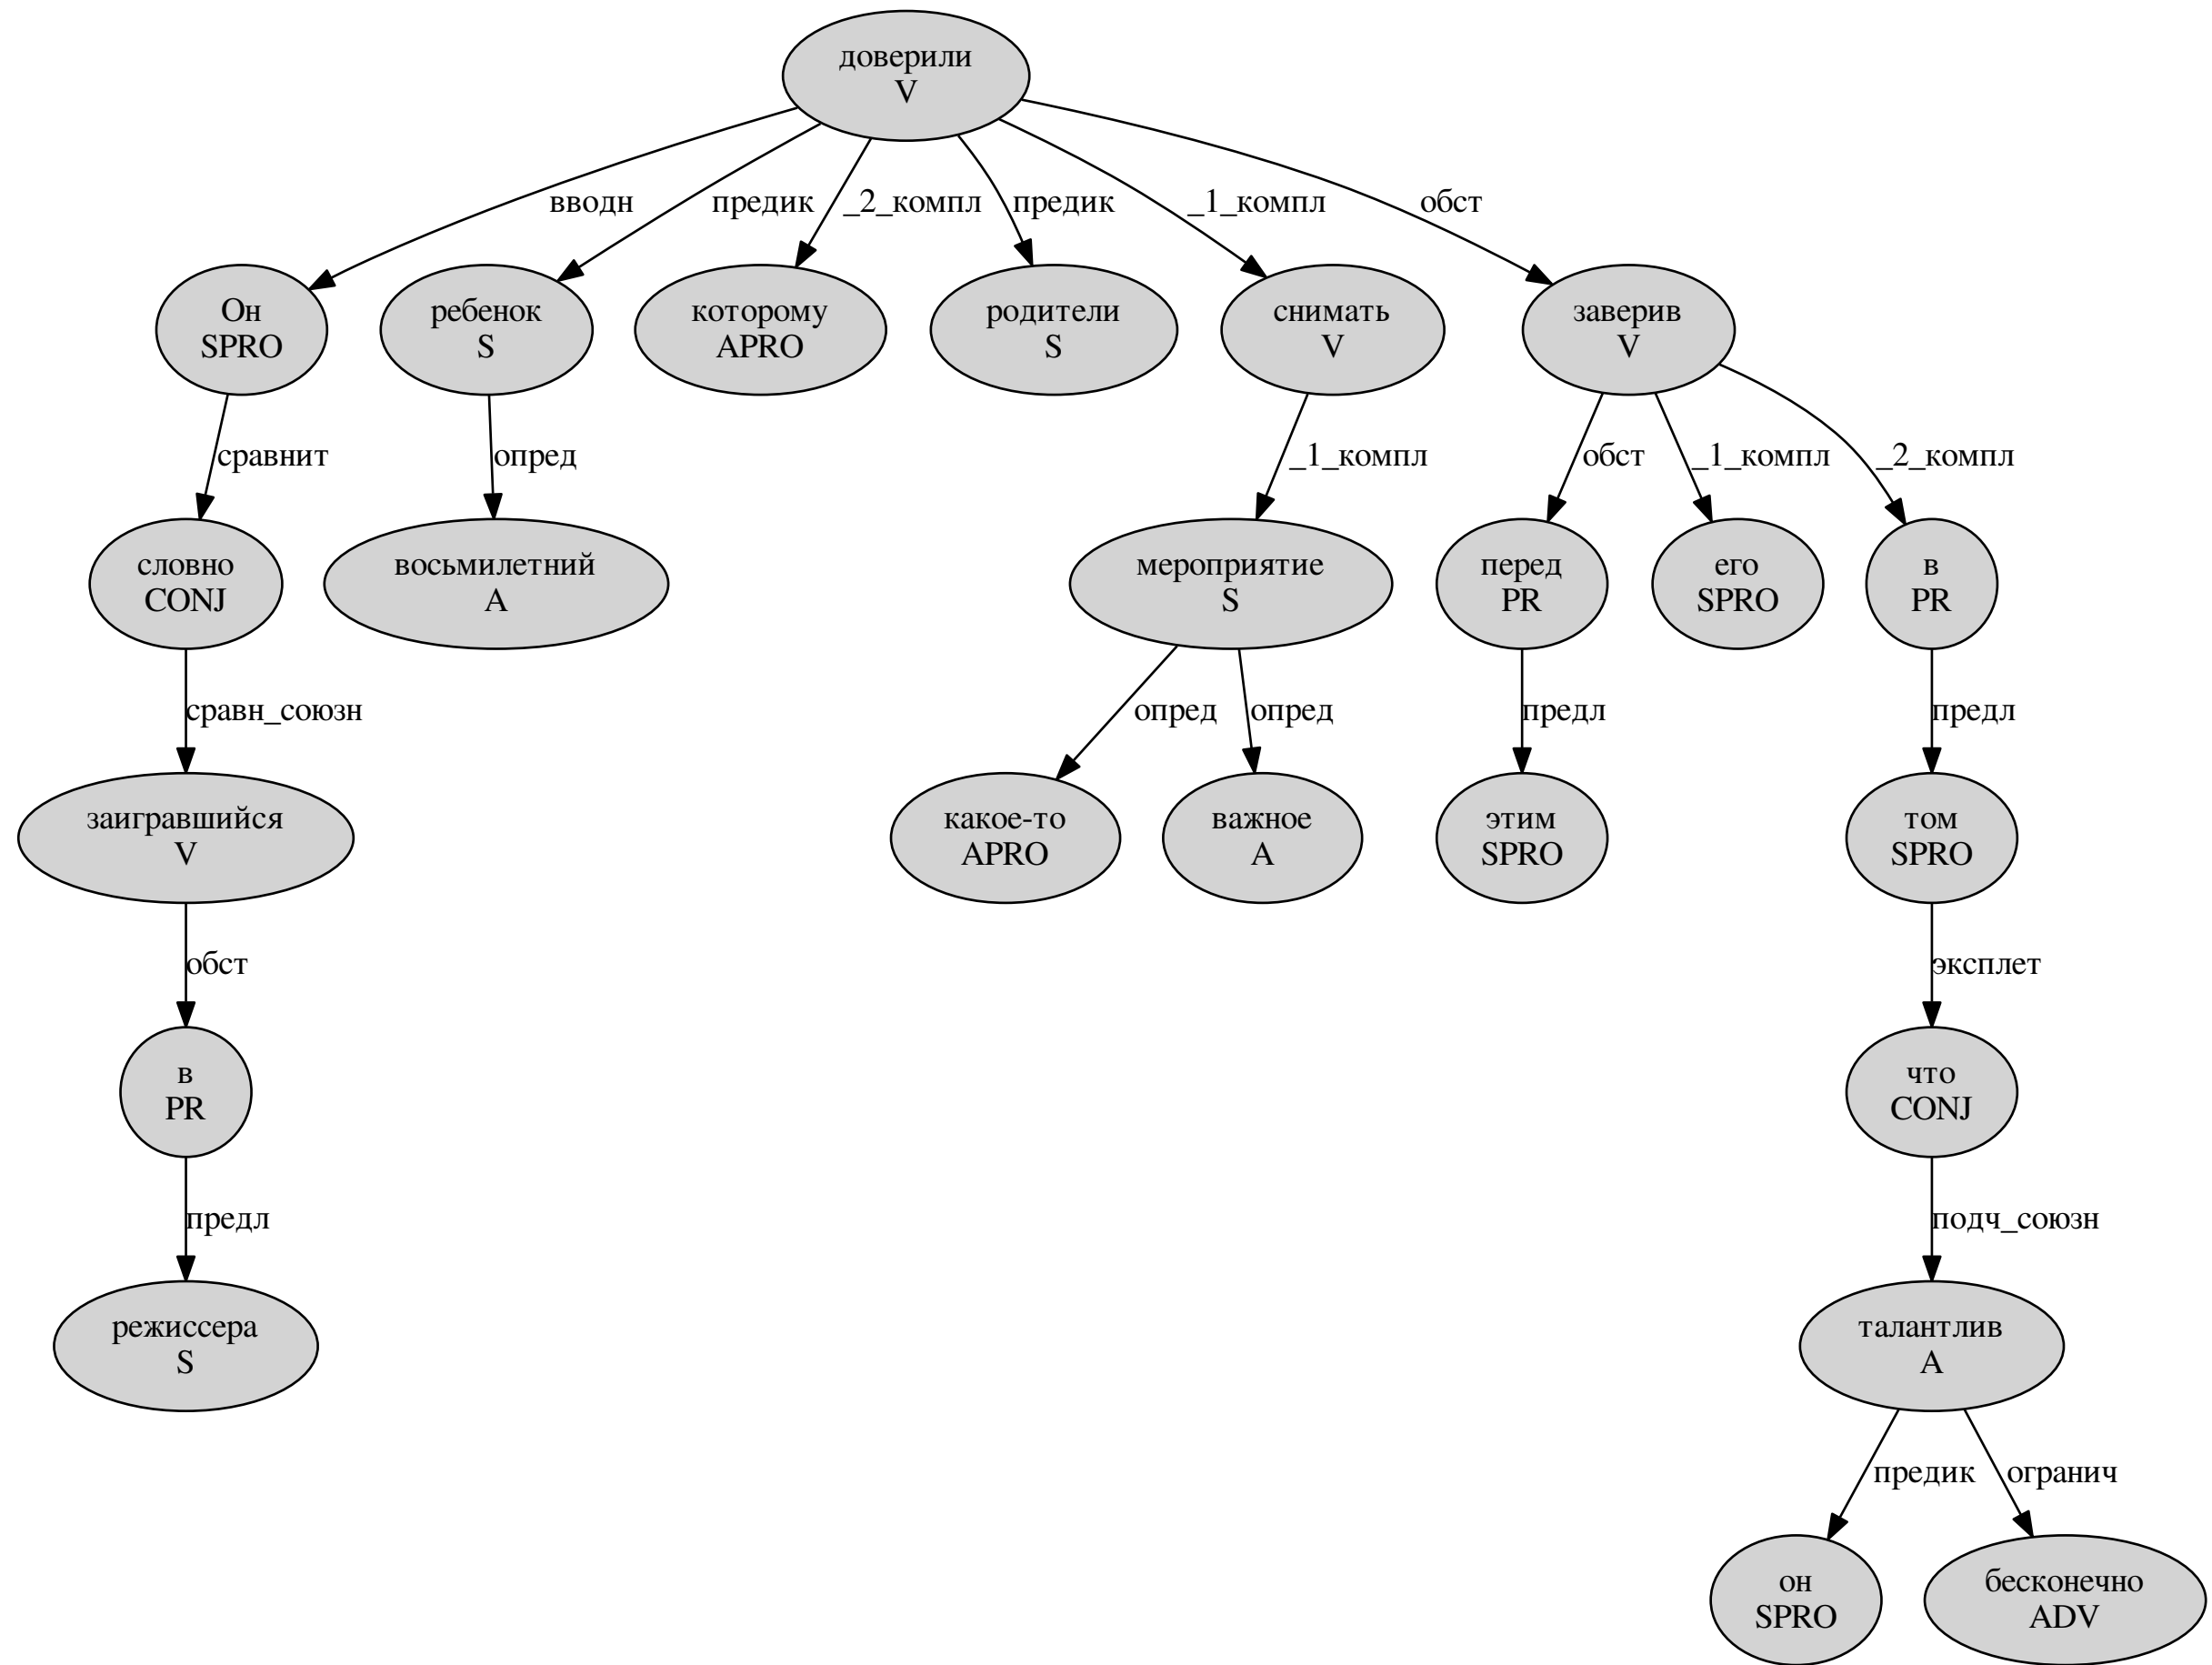 доверили
V
вводн
предик
_2_компл
предик
_1_компл
обст
Он
SPRO
ребенок
S
которому
APRO
родители
S
снимать
V
заверив
V
сравнит
опред
_1_компл
обст
_1_компл
_2_компл
словно
CONJ
восьмилетний
A
мероприятие
S
перед
PR
его
SPRO
в
PR
сравн_союзн
опред
опред
предл
предл
заигравшийся
V
какое-то
APRO
важное
A
этим
SPRO
том
SPRO
обст
эксплет
в
PR
что
CONJ
предл
подч_союзн
режиссера
S
талантлив
A
предик
огранич
он
SPRO
бесконечно
ADV